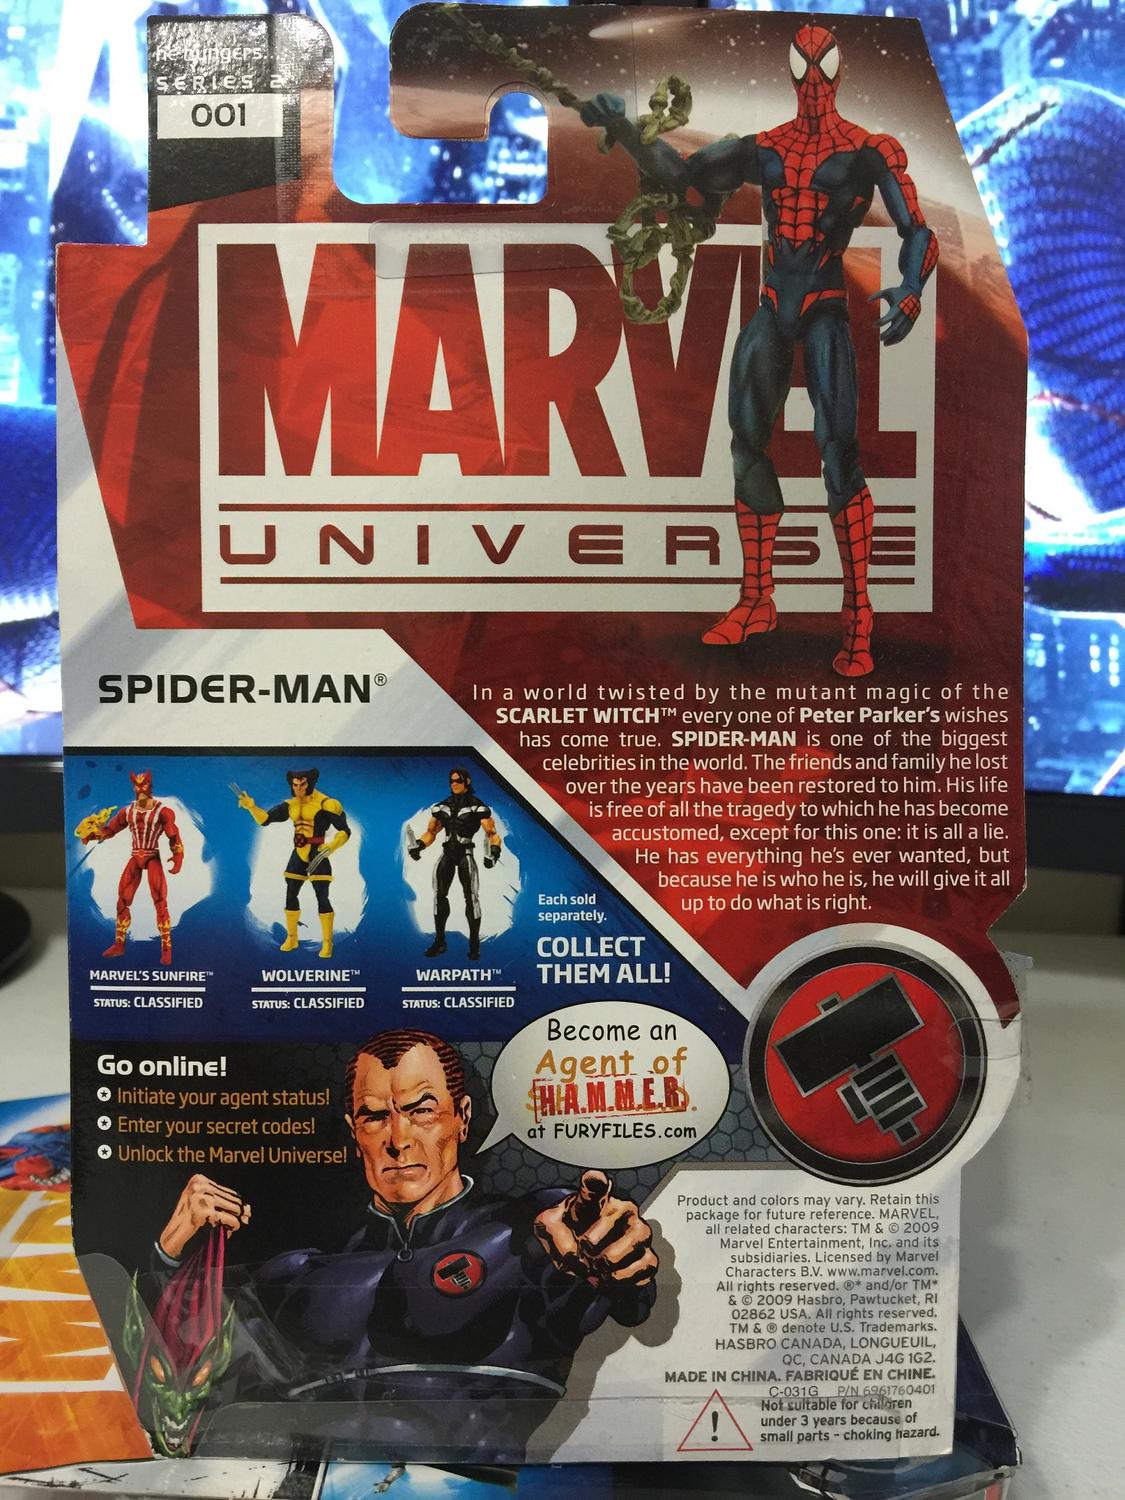 he hungers...
SERIES 2
001
MARVEL
UNIVERSE
SPIDER-MAN®
In a world twisted by the mutant magic of the
SCARLET WITCH™ every one of Peter Parker's wishes
has come true. SPIDER-MAN is one of the biggest
celebrities in the world. The friends and family he lost
over the years have been restored to him. His life
is free of all the tragedy to which he has become
accustomed, except for this one: it is all a lie.
He has everything he's ever wanted, but
because he is who he is, he will give it all
up to do what is right.
MARVEL'S SUNFIRE™
STATUS: CLASSIFIED
WOLVERINE™
STATUS: CLASSIFIED
WARPATH™
STATUS: CLASSIFIED
Each sold
separately.
COLLECT
THEM ALL!
Go online!
Initiate your agent status!
Enter your secret codes!
Unlock the Marvel Universe!
Become an
Agent of
H.A.M.M.E.R.
at FURYFILES.com
Product and colors may vary. Retain this
package for future reference. MARVEL,
all related characters: TM & © 2009
Marvel Entertainment, Inc. and its
subsidiaries. Licensed by Marvel
Characters B.V. www.marvel.com.
All rights reserved. ®* and/or TM*
& © 2009 Hasbro, Pawtucket, RI
02862 USA. All rights reserved.
TM & ® denote U.S. Trademarks.
HASBRO CANADA, LONGUEUIL,
QC, CANADA J4G 1G2.
MADE IN CHINA. FABRIQUÉ EN CHINE.
C-031G P/N 6961760401
Not suitable for children
under 3 years because of
small parts – choking hazard.